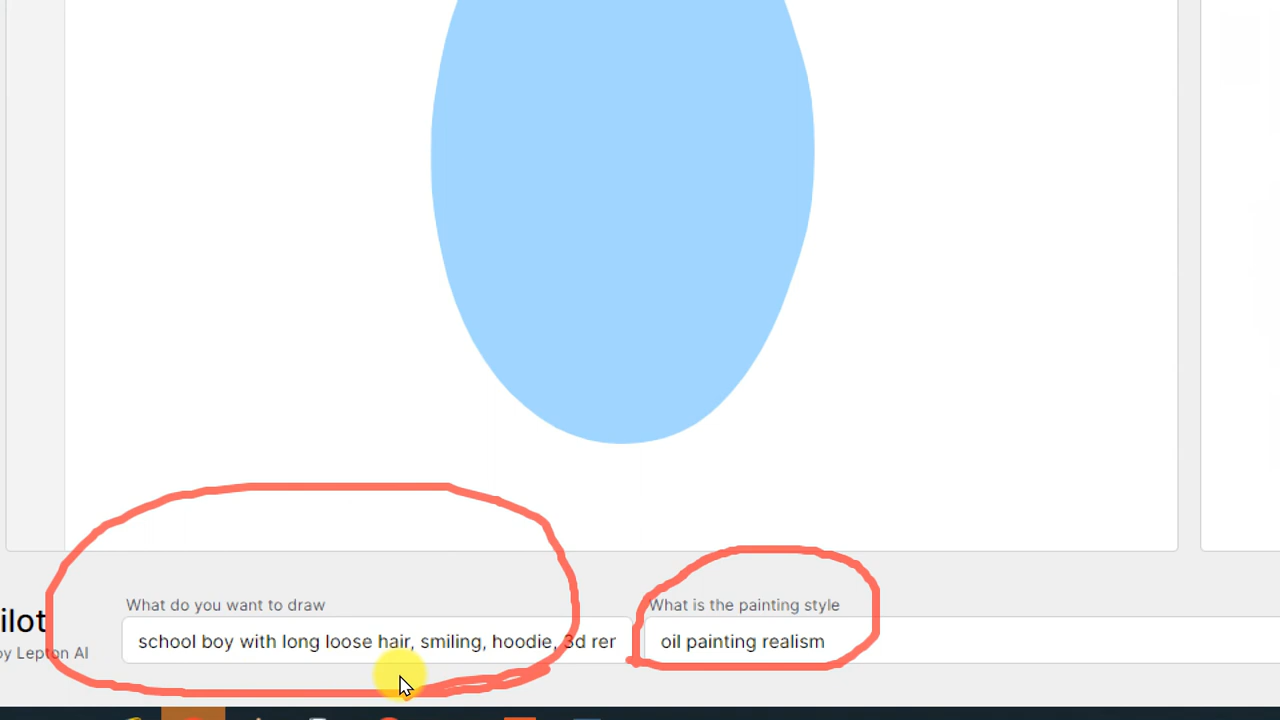 What do you want to draw
What is the painting style
ilot
school boy with long loose hair, smiling, hoodie, 3d rer
oil painting realism
by Lepton AI